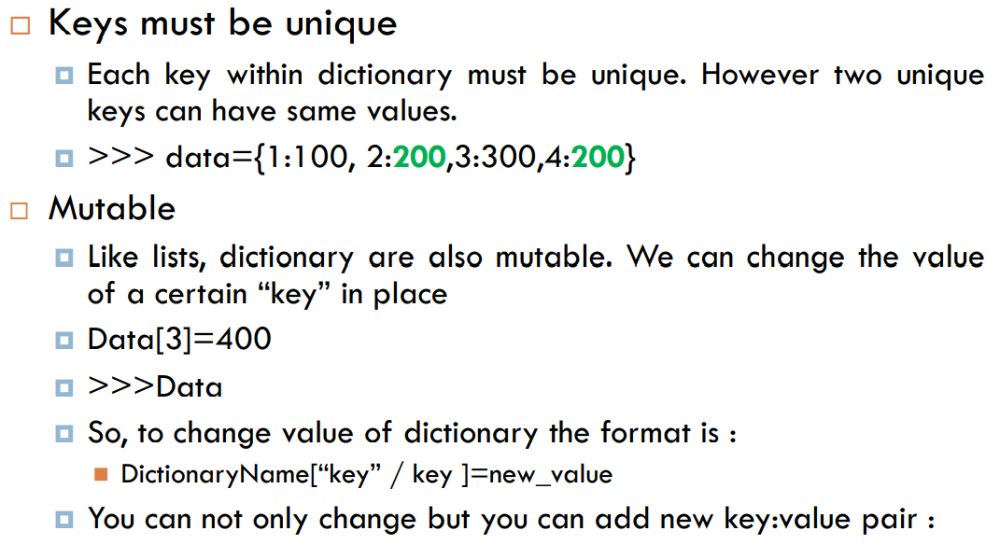 Keys must be unique
Each key within dictionary must be unique. However two unique
keys can have same values.
>>> data={1:100, 2:200,3:300,4:200}
Mutable
Like lists, dictionary are also mutable. We can change the value
of a certain “key” in place
Data[3]=400
>>>Data
So, to change value of dictionary the format is :
DictionaryName[“key” / key ]=new_value
You can not only change but you can add new key:value pair :